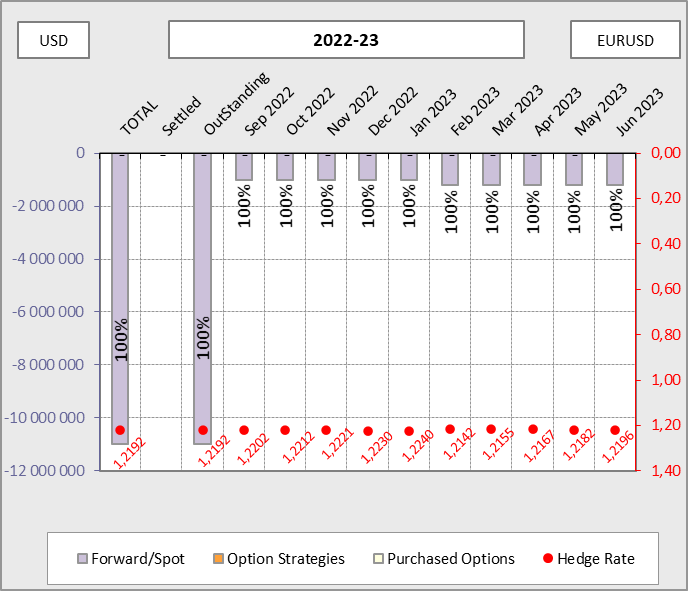 USD
2022-23
EURUSD
TOTAL
Settled
OutStanding
Sep 2022
Oct 2022
Nov 2022
Dec 2022
Jan 2023
Feb 2023
Mar 2023
Apr 2023
May 2023
Jun 2023
0
-2 000 000
-4 000 000
-6 000 000
-8 000 000
-10 000 000
-12 000 000
0,00
0,20
0,40
0,60
0,80
1,00
1,20
1,40
100%
100%
100%
100%
100%
100%
100%
100%
100%
100%
100%
100%
1,2192
1,2192
1,2202
1,2212
1,2221
1,2230
1,2240
1,2142
1,2155
1,2167
1,2182
1,2196
Forward/Spot
Option Strategies
Purchased Options
Hedge Rate